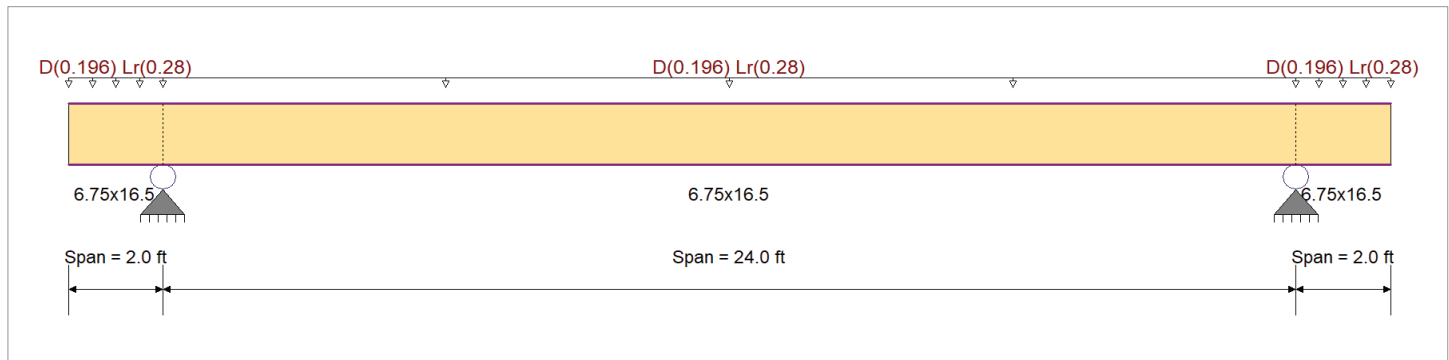 D(0.196) Lr(0.28) D(0.196) Lr(0.28) D(0.196) Lr(0.28)
6.75x16.5 6.75x16.5 6.75x16.5
Span = 2.0 ft Span = 24.0 ft Span = 2.0 ft